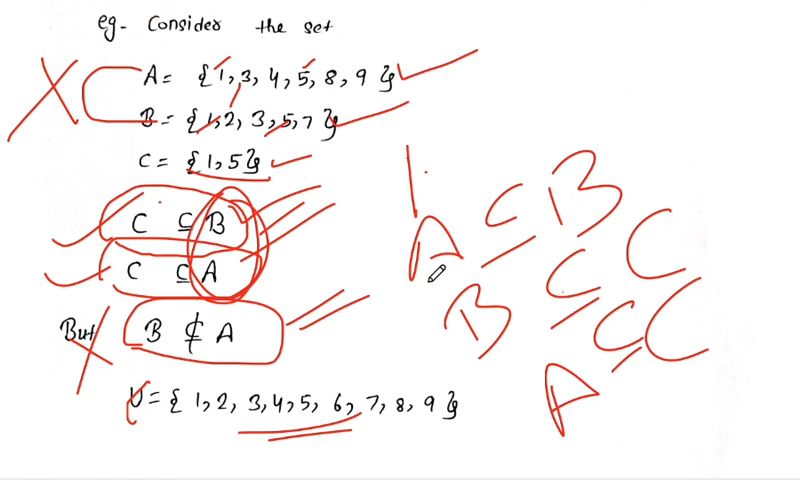 eg- Consider the set
A = {1, 3, 4, 5, 8, 9}
B = {1, 2, 3, 5, 7}
C = {1, 5}
C ⊆ B
C ⊆ A
But B ⊄ A
U = {1, 2, 3, 4, 5, 6, 7, 8, 9}
A ⊆ B
B ⊆ C
A ⊆ C